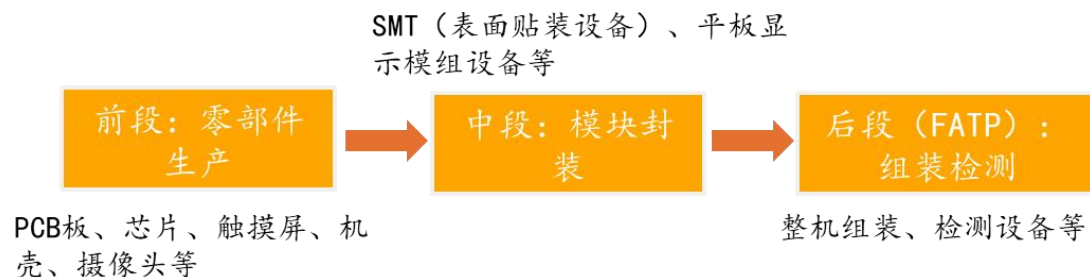 SMT（表面贴装设备）、平板显
示模组设备等
前段：零部件
生产
中段：模块封
装
后段（FATP）：
组装检测
PCB板、芯片、触摸屏、机
壳、摄像头等
整机组装、检测设备等